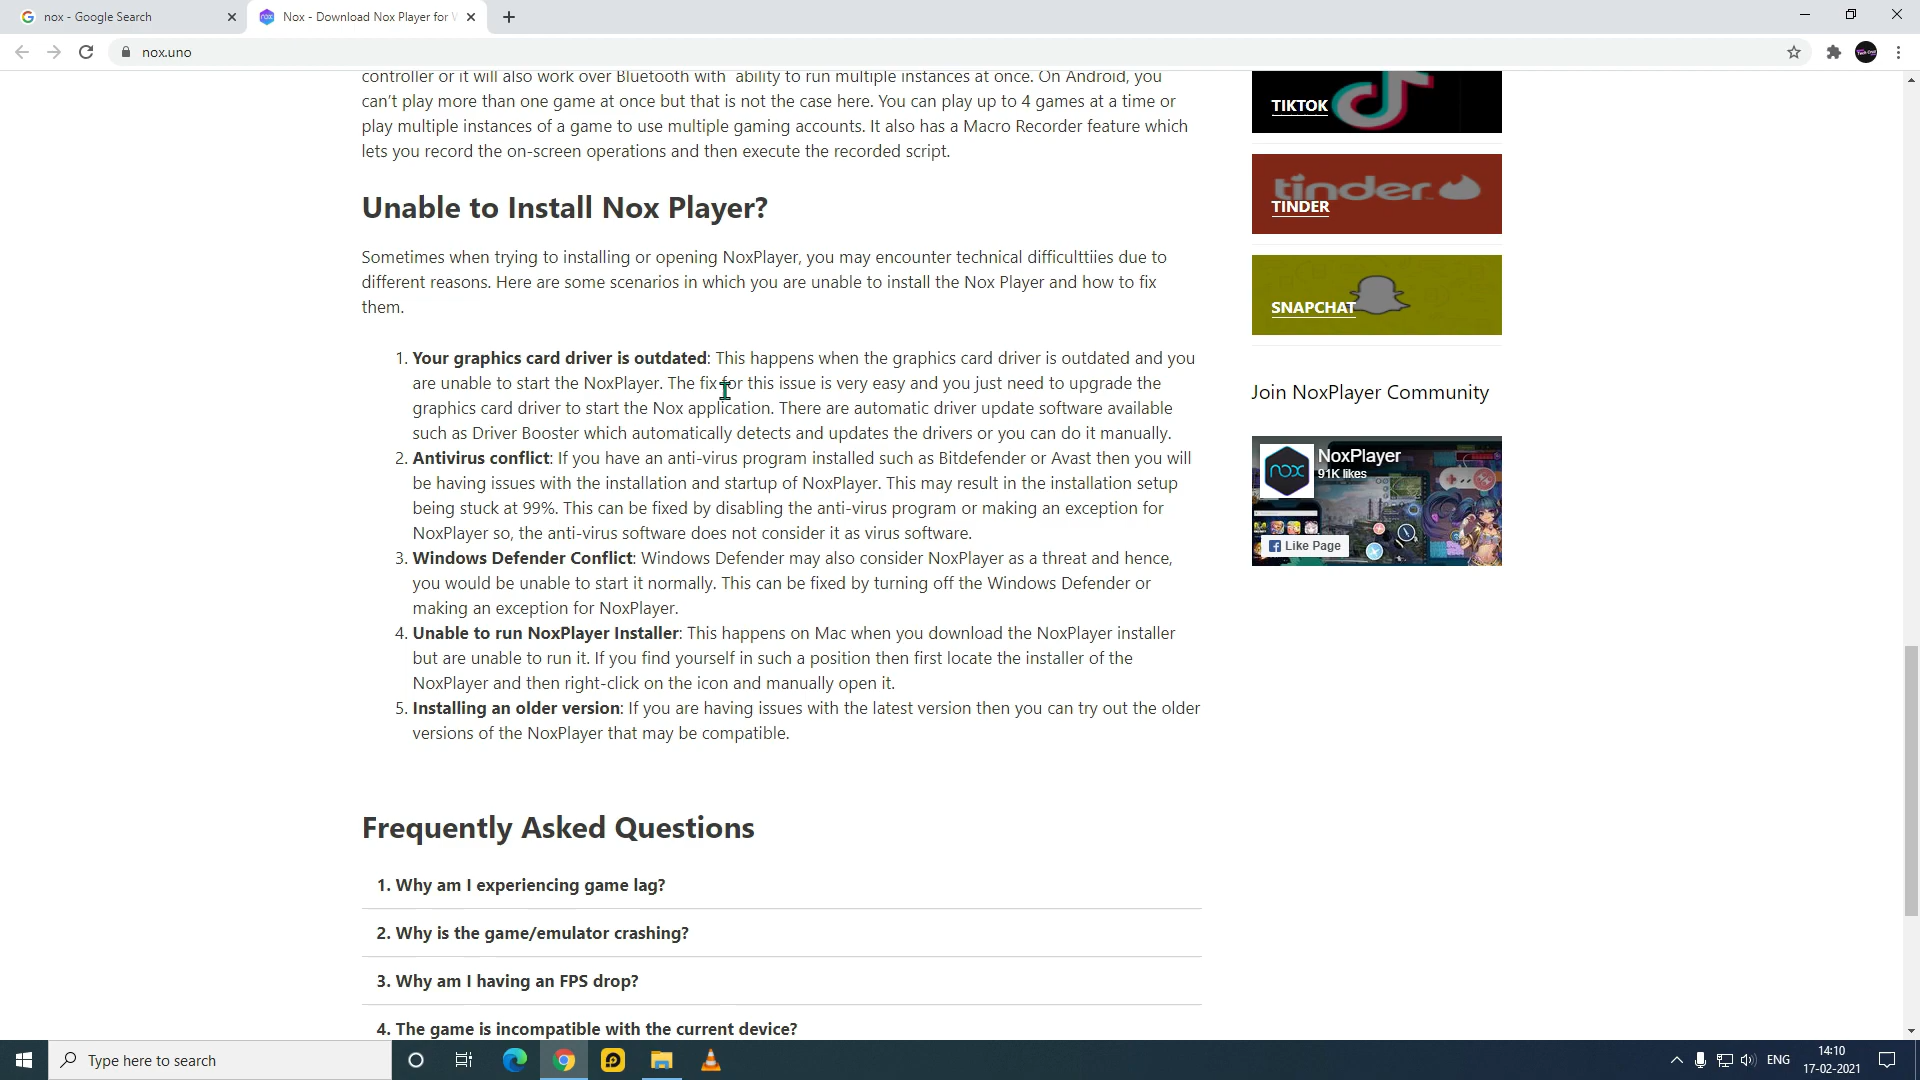 nox - Google Search
Nox - Download Nox Player for W
nox.uno
controller or it will also work over Bluetooth with ability to run multiple instances at once. On Android, you
can't play more than one game at once but that is not the case here. You can play up to 4 games at a time or
play multiple instances of a game to use multiple gaming accounts. It also has a Macro Recorder feature which
lets you record the on-screen operations and then execute the recorded script.
Unable to Install Nox Player?
Sometimes when trying to installing or opening NoxPlayer, you may encounter technical difficulttiies due to
different reasons. Here are some scenarios in which you are unable to install the Nox Player and how to fix
them.
1. Your graphics card driver is outdated: This happens when the graphics card driver is outdated and you
are unable to start the NoxPlayer. The fix for this issue is very easy and you just need to upgrade the
graphics card driver to start the Nox application. There are automatic driver update software available
such as Driver Booster which automatically detects and updates the drivers or you can do it manually.
2. Antivirus conflict: If you have an anti-virus program installed such as Bitdefender or Avast then you will
be having issues with the installation and startup of NoxPlayer. This may result in the installation setup
being stuck at 99%. This can be fixed by disabling the anti-virus program or making an exception for
NoxPlayer so, the anti-virus software does not consider it as virus software.
3. Windows Defender Conflict: Windows Defender may also consider NoxPlayer as a threat and hence,
you would be unable to start it normally. This can be fixed by turning off the Windows Defender or
making an exception for NoxPlayer.
4. Unable to run NoxPlayer Installer: This happens on Mac when you download the NoxPlayer installer
but are unable to run it. If you find yourself in such a position then first locate the installer of the
NoxPlayer and then right-click on the icon and manually open it.
5. Installing an older version: If you are having issues with the latest version then you can try out the older
versions of the NoxPlayer that may be compatible.
Frequently Asked Questions
1. Why am I experiencing game lag?
2. Why is the game/emulator crashing?
3. Why am I having an FPS drop?
4. The game is incompatible with the current device?
TIKTOK
tinder
TINDER
SNAPCHAT
Join NoxPlayer Community
nox
NoxPlayer
91K likes
Like Page
Type here to search
ENG
14:10
17-02-2021